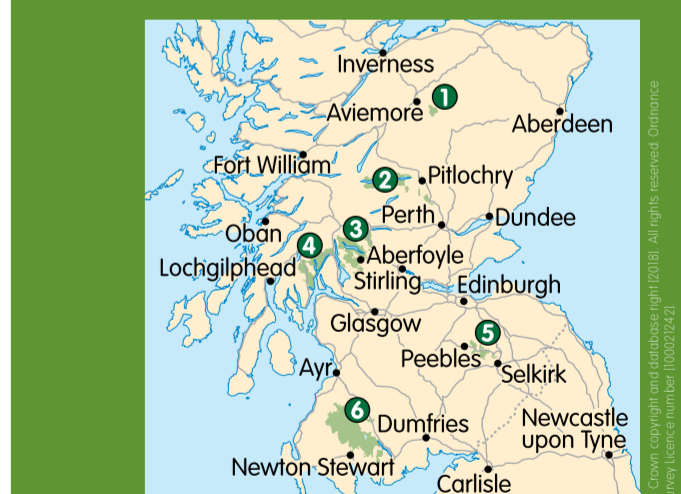 Inverness
1
Aviemore
Aberdeen
Fort William
2
Pitlochry
Perth
Dundee
Oban
3
4
Aberfoyle
Lochgilphead
Stirling
Edinburgh
Glasgow
5
Peebles
Selkirk
Ayr
6
Dumfries
Newcastle
upon Tyne
Newton Stewart
Carlisle
Crown copyright and database right [2018]. All rights reserved. Ordnance
urvey Licence number [100021242]